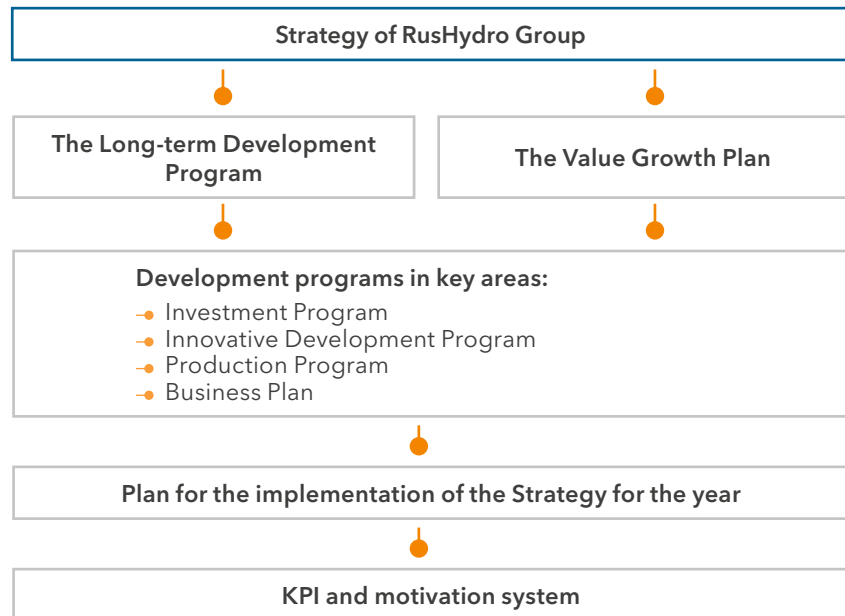 Strategy of RusHydro Group
The Long-term Development
Program
The Value Growth Plan
Development programs in key areas:
Investment Program
Innovative Development Program
Production Program
Business Plan
Plan for the implementation of the Strategy for the year
KPI and motivation system